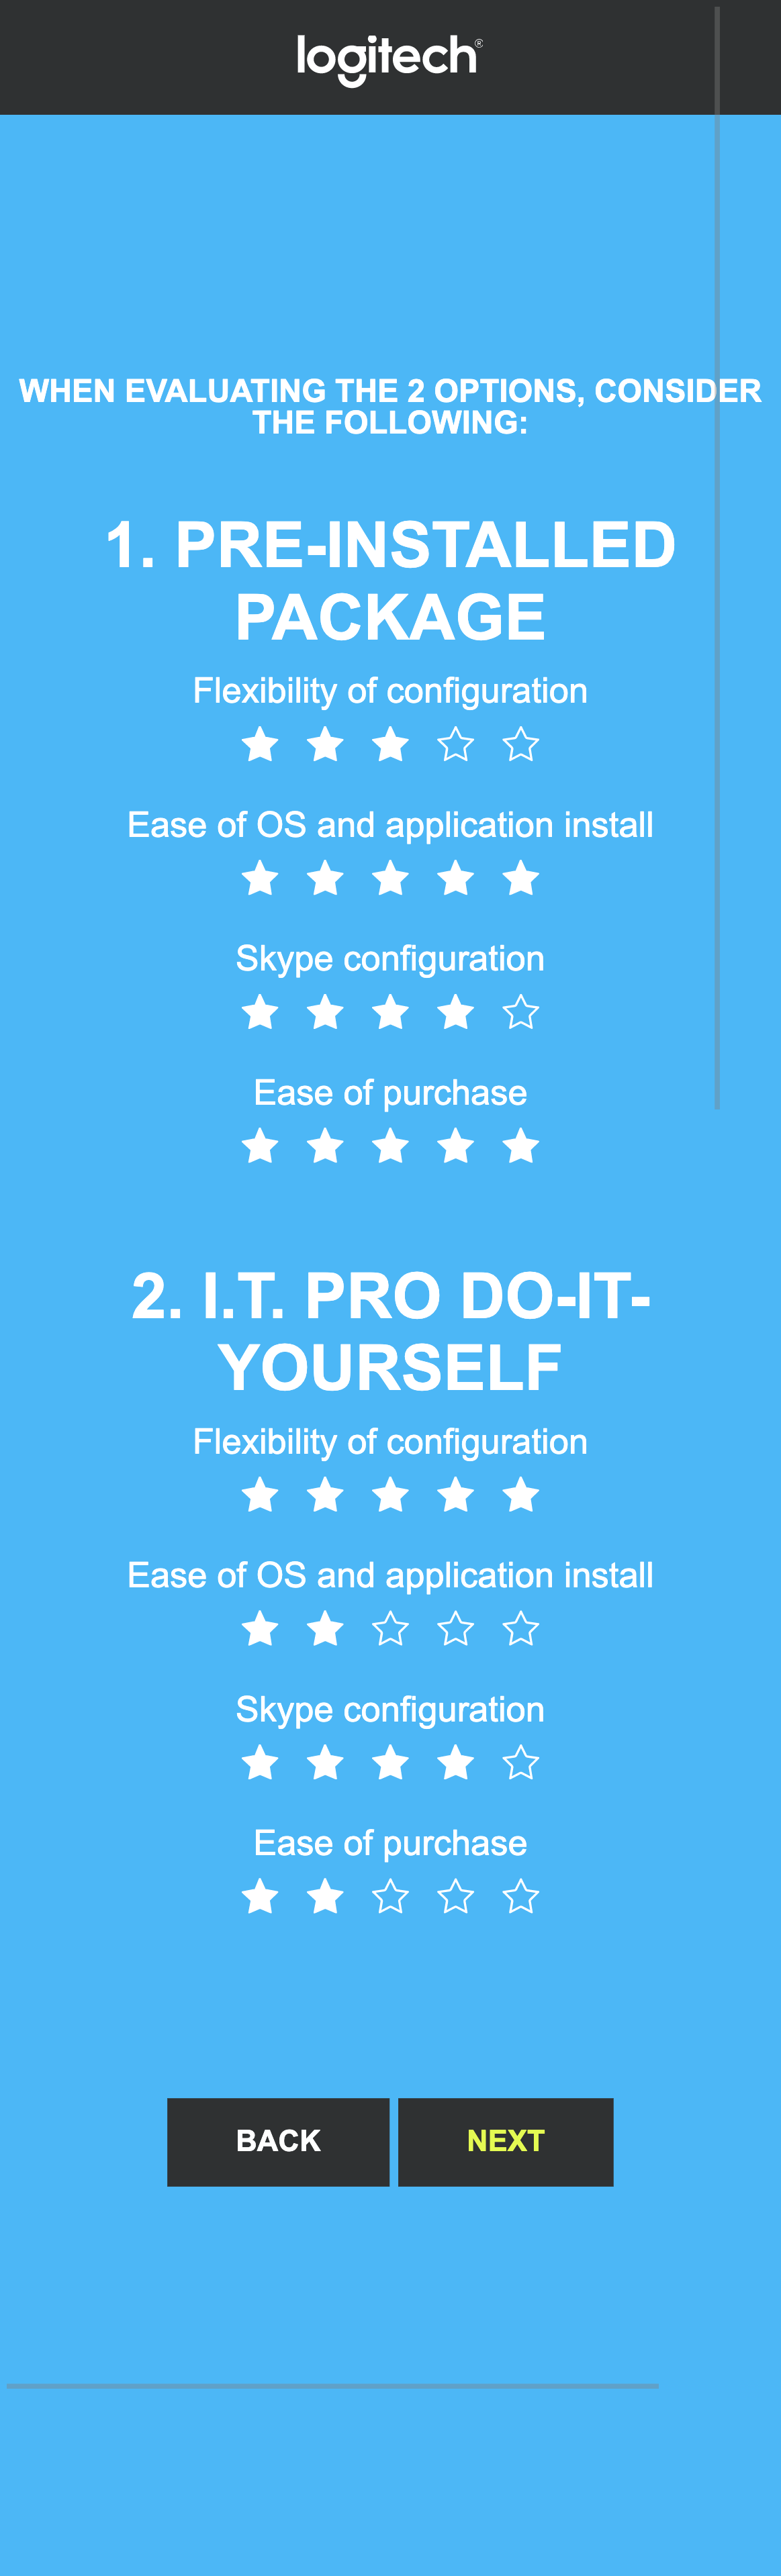 logitech®
WHEN EVALUATING THE 2 OPTIONS, CONSIDER
THE FOLLOWING:
1. PRE-INSTALLED
PACKAGE
Flexibility of configuration
Ease of OS and application install
Skype configuration
Ease of purchase
2. I.T. PRO DO-IT-
YOURSELF
Flexibility of configuration
Ease of OS and application install
Skype configuration
Ease of purchase
BACK NEXT